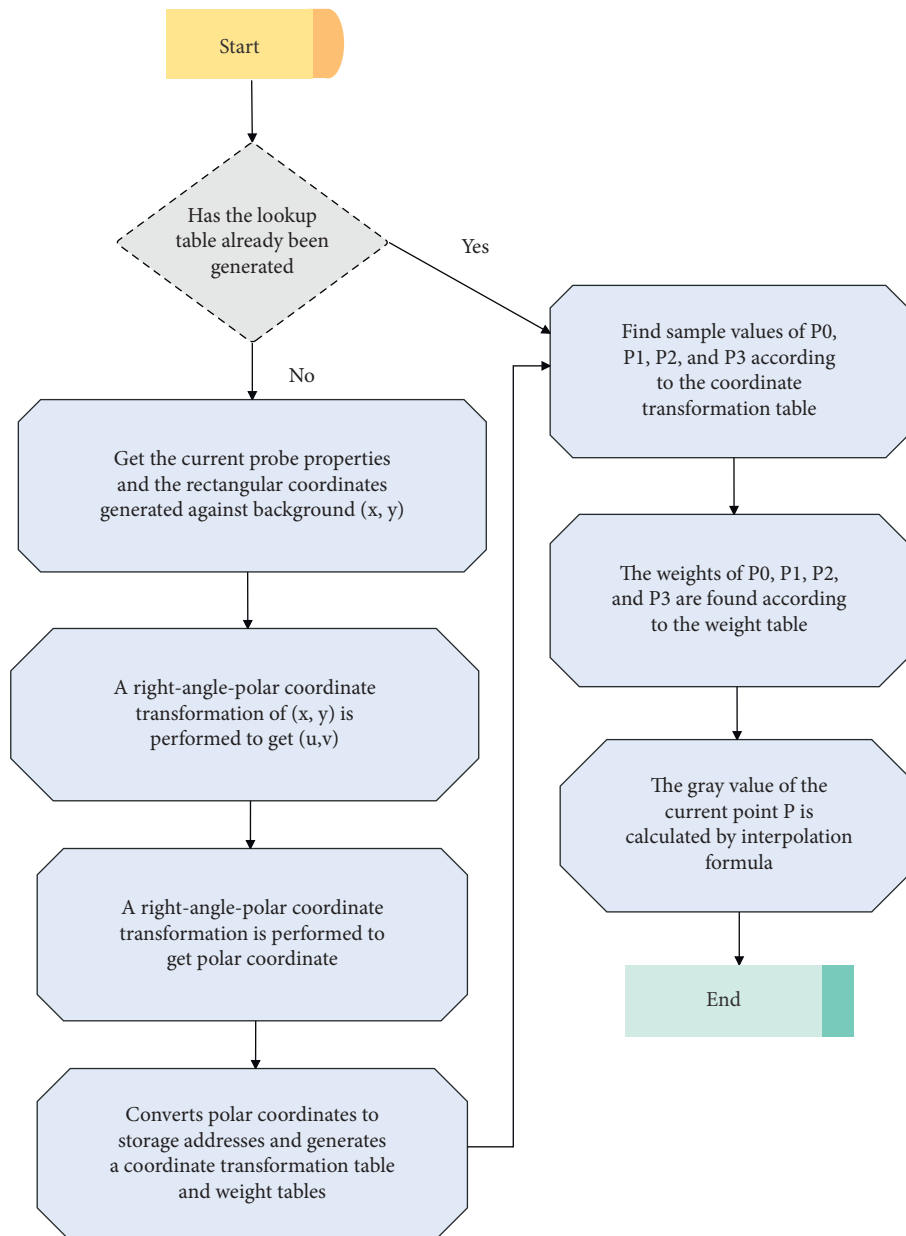 Start
Has the lookup
table already been
generated
Yes
No
Get the current probe properties
and the rectangular coordinates
generated against background (x, y)
A right-angle-polar coordinate
transformation of (x, y) is
performed to get (u,v)
A right-angle-polar coordinate
transformation is performed to
get polar coordinate
Converts polar coordinates to
storage addresses and generates
a coordinate transformation table
and weight tables
Find sample values of P0,
P1, P2, and P3 according
to the coordinate
transformation table
The weights of P0, P1, P2,
and P3 are found according
to the weight table
The gray value of the
current point P is
calculated by interpolation
formula
End